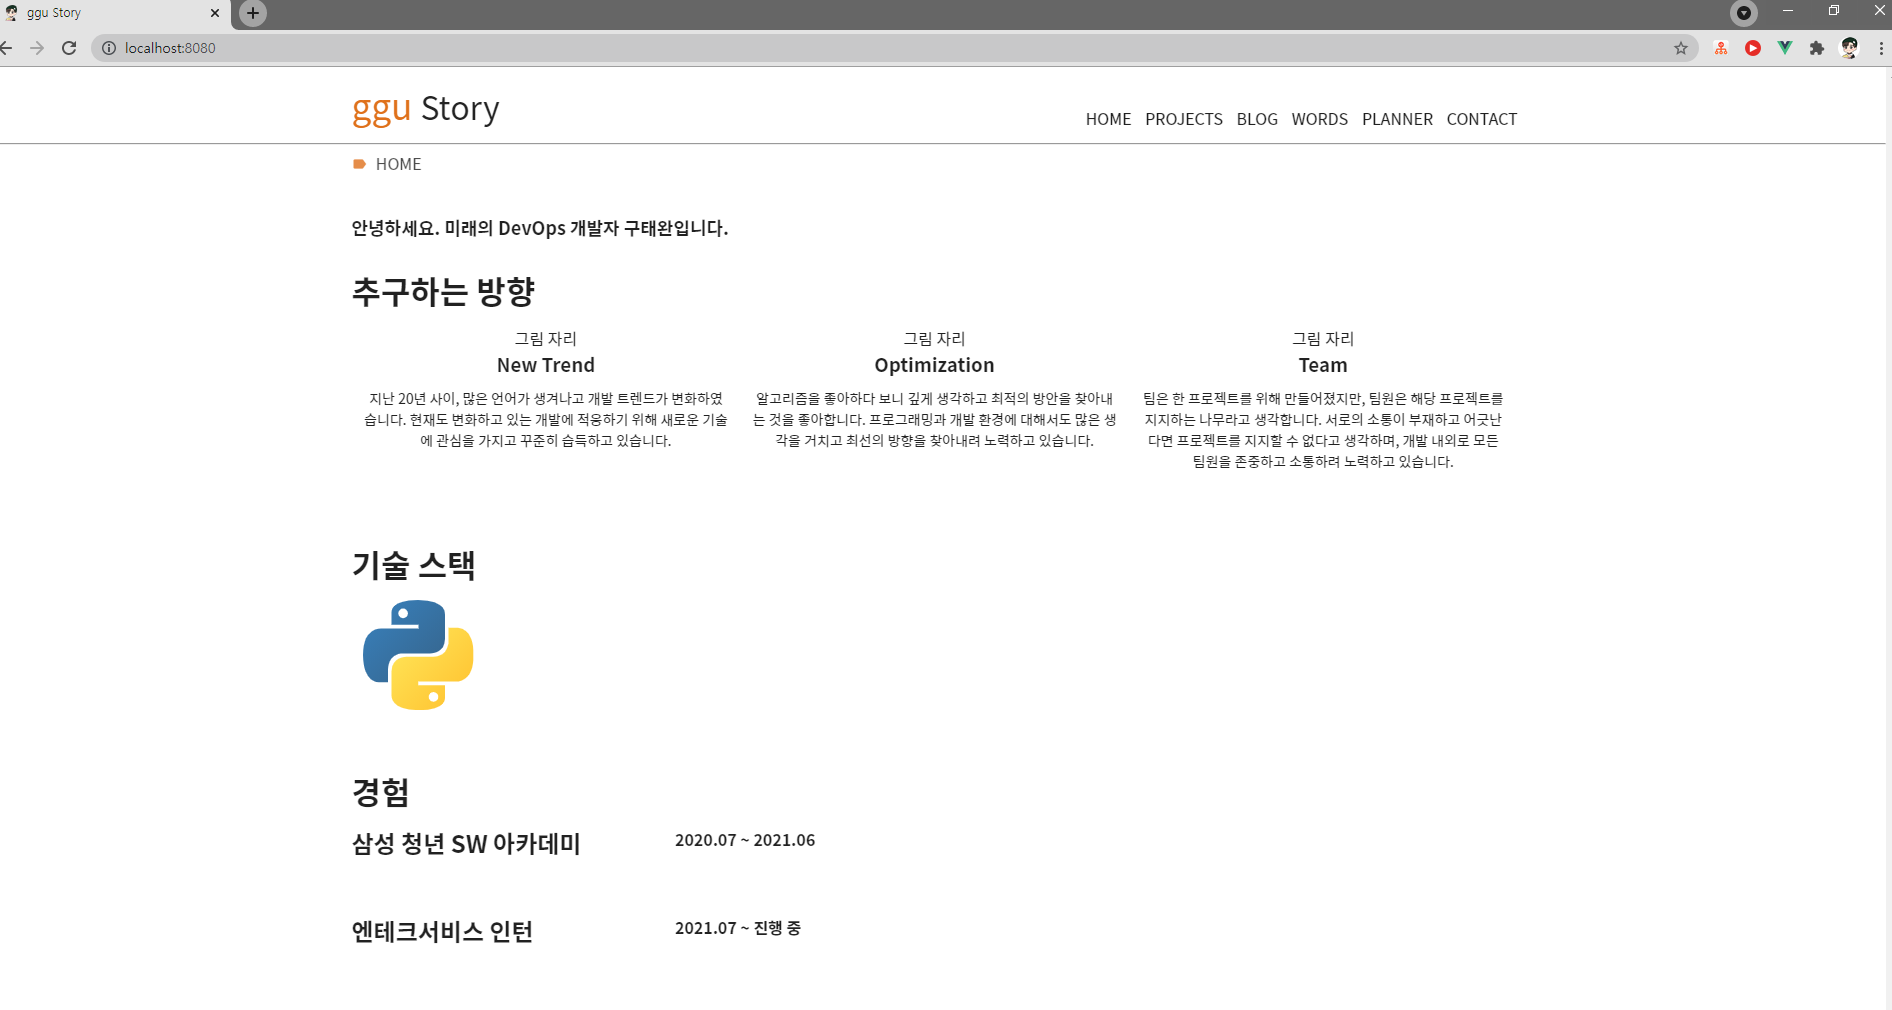 ggu Story
localhost:8080
ggu Story
HOME PROJECTS BLOG WORDS PLANNER CONTACT
HOME
안녕하세요. 미래의 DevOps 개발자 구태완입니다.
추구하는 방향
그림 자리
New Trend
지난 20년 사이, 많은 언어가 생겨나고 개발 트렌드가 변화하였
습니다. 현재도 변화하고 있는 개발에 적응하기 위해 새로운 기술
에 관심을 가지고 꾸준히 습득하고 있습니다.
그림 자리
Optimization
알고리즘을 좋아하다 보니 깊게 생각하고 최적의 방안을 찾아내
는 것을 좋아합니다. 프로그래밍과 개발 환경에 대해서도 많은 생
각을 거치고 최선의 방향을 찾아내려 노력하고 있습니다.
그림 자리
Team
팀은 한 프로젝트를 위해 만들어졌지만, 팀원은 해당 프로젝트를
지지하는 나무라고 생각합니다. 서로의 소통이 부재하고 어긋난
다면 프로젝트를 지지할 수 없다고 생각하며, 개발 내외로 모든
팀원을 존중하고 소통하려 노력하고 있습니다.
기술 스택
경험
삼성 청년 SW 아카데미 2020.07 ~ 2021.06
엔테크서비스 인턴 2021.07 ~ 진행 중